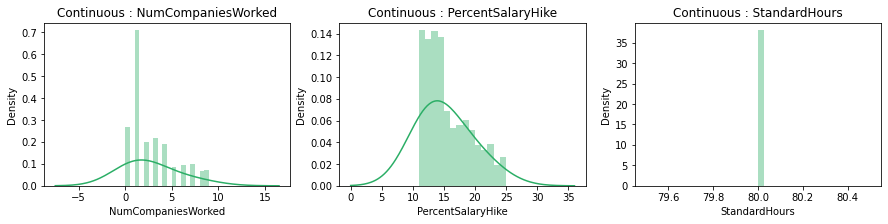 Continuous : NumCompaniesWorked
Density
0.7
0.6
0.5
0.4
0.3
0.2
0.1
0.0
−5 0 5 10 15
NumCompaniesWorked
Continuous : PercentSalaryHike
Density
0.14
0.12
0.10
0.08
0.06
0.04
0.02
0.00
0 5 10 15 20 25 30 35
PercentSalaryHike
Continuous : StandardHours
Density
35
30
25
20
15
10
5
0
79.6 79.8 80.0 80.2 80.4
StandardHours